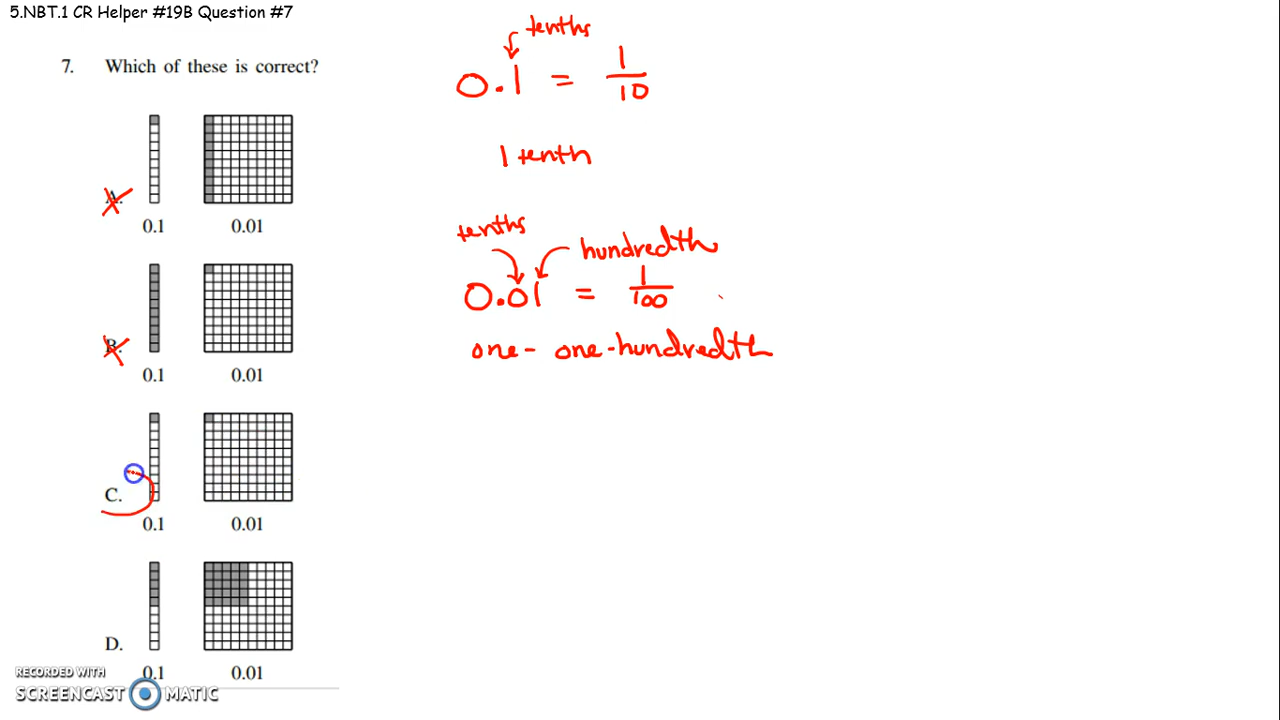 5.NBT.1 CR Helper #19B Question #7
7. Which of these is correct?
A.
0.1 0.01
B.
0.1 0.01
C.
0.1 0.01
D.
0.1 0.01
tenths
0.1 = 1/10
1 tenth
tenths
hundredth
0.01 = 1/100
one- one-hundredth
RECORDED WITH
SCREENCAST MATIC